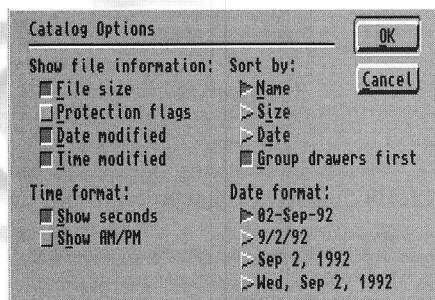 Catalog Options
OK
Cancel
Show file information:
File size
Protection flags
Date modified
Time modified
Sort by:
Name
Size
Date
Group drawers first
Time format:
Show seconds
Show AM/PM
Date format:
02-Sep-92
9/2/92
Sep 2, 1992
Wed, Sep 2, 1992